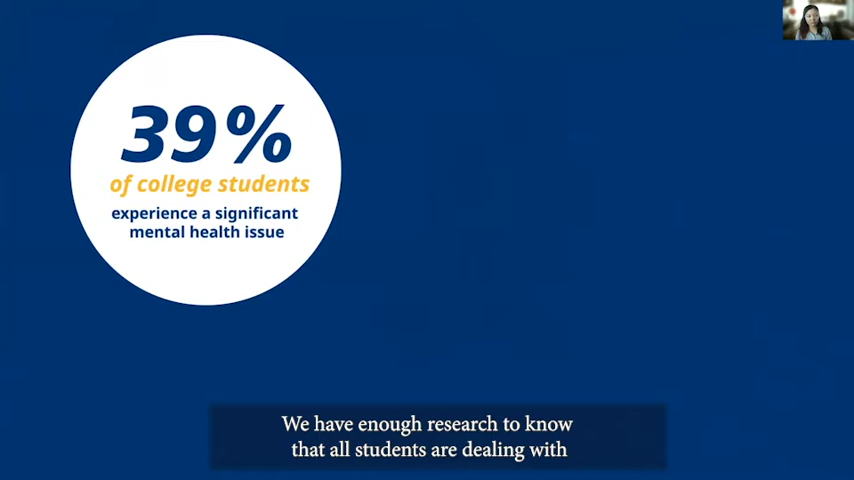 39%
of college students
experience a significant
mental health issue
We have enough research to know
that all students are dealing with